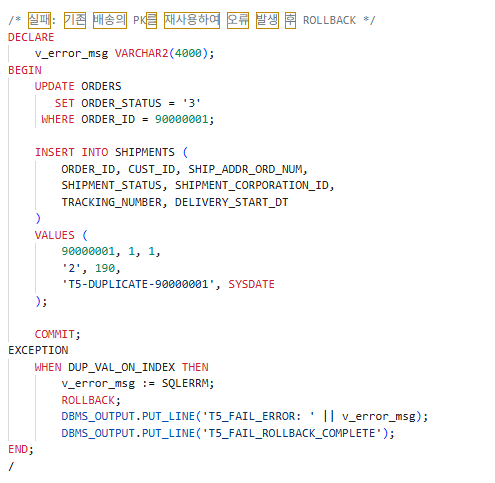 /* 실패: 기존 배송의 PK를 재사용하여 오류 발생 후 ROLLBACK */
DECLARE
    v_error_msg VARCHAR2(4000);
BEGIN
    UPDATE ORDERS
       SET ORDER_STATUS = '3'
     WHERE ORDER_ID = 90000001;

    INSERT INTO SHIPMENTS (
        ORDER_ID, CUST_ID, SHIP_ADDR_ORD_NUM,
        SHIPMENT_STATUS, SHIPMENT_CORPORATION_ID,
        TRACKING_NUMBER, DELIVERY_START_DT
    )
    VALUES (
        90000001, 1, 1,
        '2', 190,
        'T5-DUPLICATE-90000001', SYSDATE
    );

    COMMIT;
EXCEPTION
    WHEN DUP_VAL_ON_INDEX THEN
        v_error_msg := SQLERRM;
        ROLLBACK;
        DBMS_OUTPUT.PUT_LINE('T5_FAIL_ERROR: ' || v_error_msg);
        DBMS_OUTPUT.PUT_LINE('T5_FAIL_ROLLBACK_COMPLETE');
END;
/